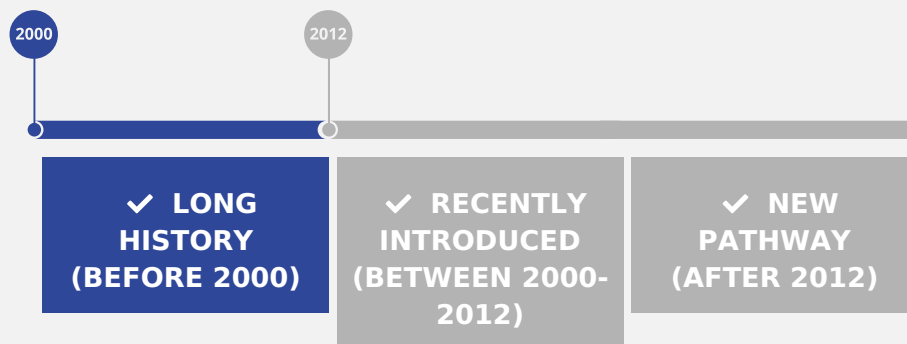 2000
2012
LONG
HISTORY
(BEFORE 2000)
RECENTLY
INTRODUCED
(BETWEEN 2000-
2012)
NEW
PATHWAY
(AFTER 2012)